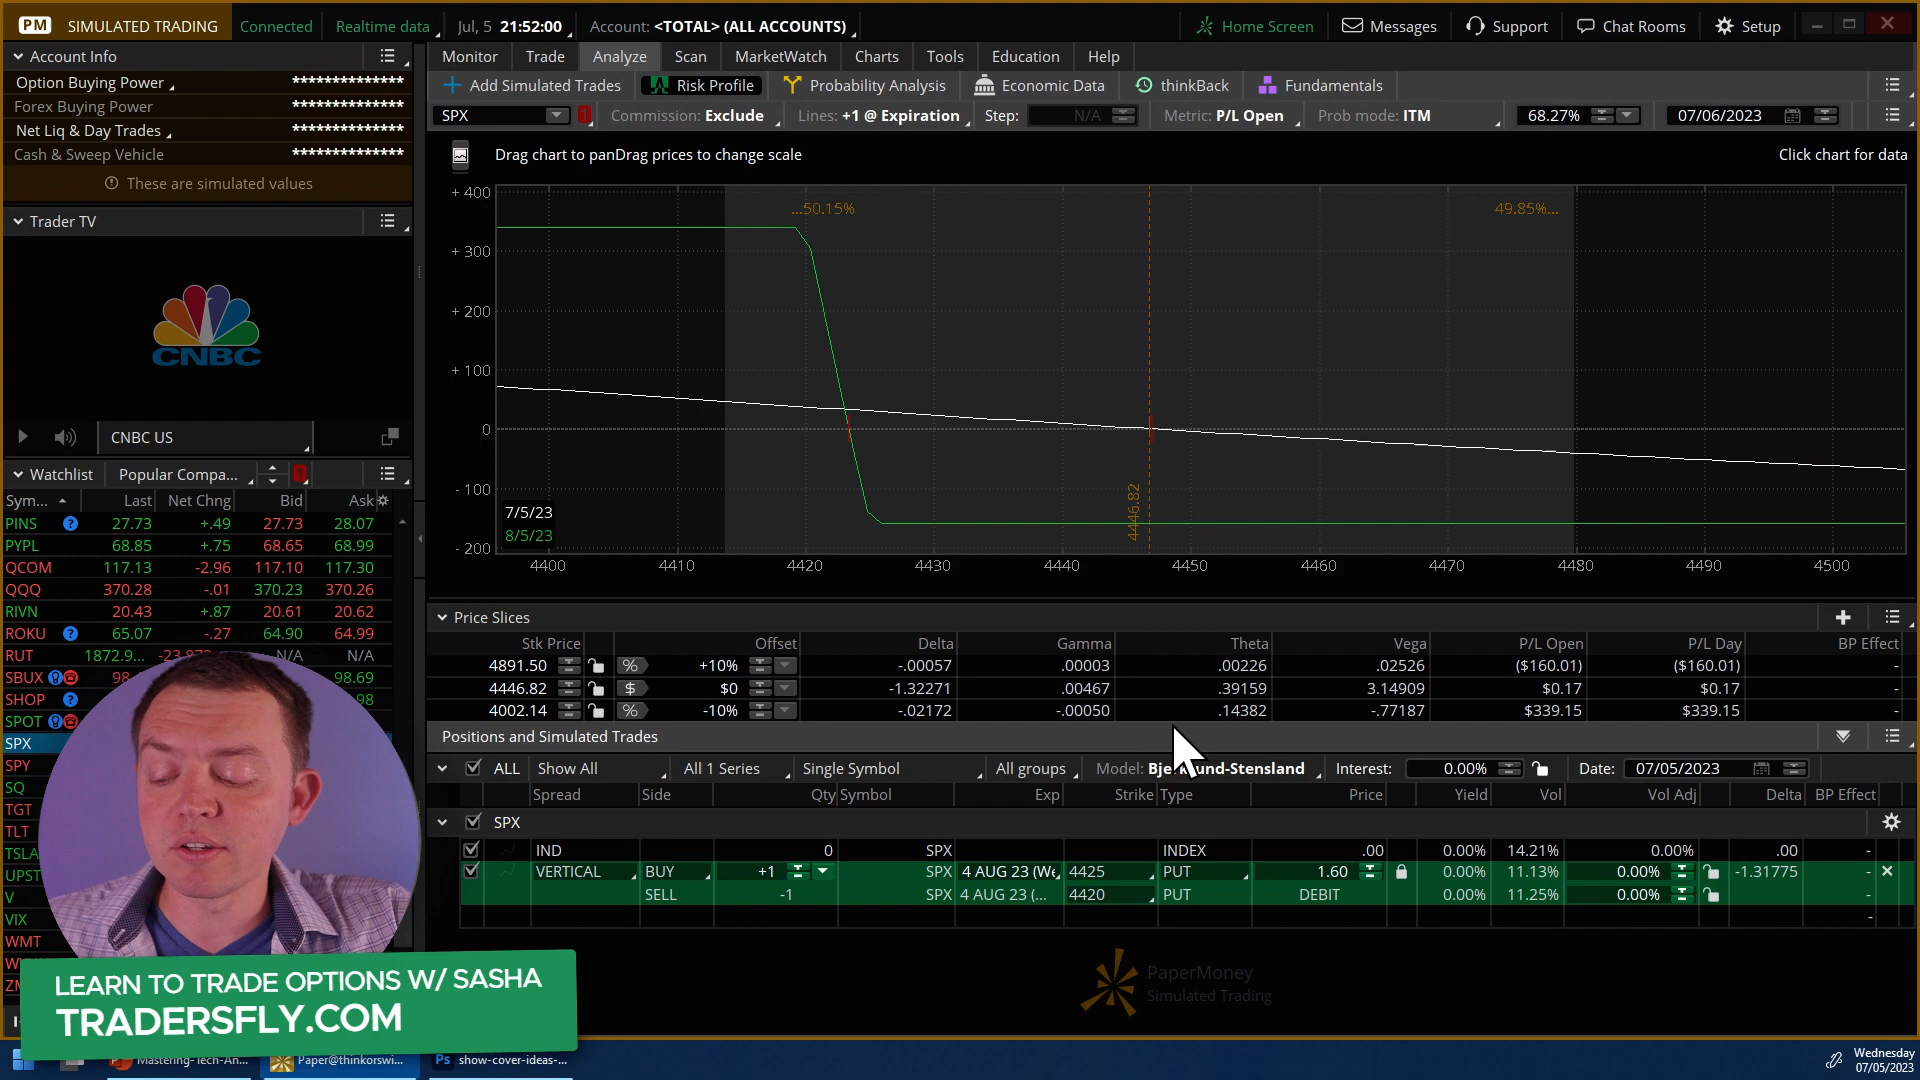 PM SIMULATED TRADING Connected Realtime data Jul, 5 21:52:00 Account: <TOTAL> (ALL ACCOUNTS) Home Screen Messages Support Chat Rooms Setup
Account Info
Option Buying Power **************
Forex Buying Power **************
Net Liq & Day Trades **************
Cash & Sweep Vehicle **************
These are simulated values
Trader TV
CNBC
CNBC US
Monitor Trade Analyze Scan MarketWatch Charts Tools Education Help
Add Simulated Trades Risk Profile Probability Analysis Economic Data thinkBack Fundamentals
SPX Commission: Exclude Lines: +1 @ Expiration Step: N/A Metric: P/L Open Prob mode: ITM 68.27% 07/06/2023
Drag chart to panDrag prices to change scale Click chart for data
...50.15% 49.85%...
+ 400
+ 300
+ 200
+ 100
0
- 100
- 200
7/5/23
8/5/23
4446.82
4400 4410 4420 4430 4440 4450 4460 4470 4480 4490 4500
Watchlist Popular Compa...
Sym... Last Net Chng Bid Ask
PINS 27.73 +.49 27.73 28.07
PYPL 68.85 +.75 68.65 68.99
QCOM 117.13 -2.96 117.10 117.30
QQQ 370.28 -.01 370.23 370.26
RIVN 20.43 +.87 20.61 20.62
ROKU 65.07 -.27 64.90 64.99
RUT 1872.9... N/A N/A
SBUX 98.69
SHOP
SPOT
SPX
SPY
SQ
TGT
TLT
TSLA
UPST
V
VIX
WMT
Price Slices
Stk Price Offset Delta Gamma Theta Vega P/L Open P/L Day BP Effect
4891.50 % +10% -.00057 .00003 .00226 .02526 ($160.01) ($160.01) -
4446.82 $ $0 -1.32271 .00467 .39159 3.14909 $0.17 $0.17 -
4002.14 % -10% -.02172 -.00050 .14382 -.77187 $339.15 $339.15 -
Positions and Simulated Trades
ALL Show All All 1 Series Single Symbol All groups Model: Interest: 0.00% Date: 07/05/2023
Spread Side Qty Symbol Exp Strike Type Price Yield Vol Vol Adj Delta BP Effect
SPX
IND 0 SPX INDEX .00 0.00% 14.21% 0.00% .00 -
VERTICAL BUY +1 SPX 4 AUG 23 (We 4425 PUT 1.60 0.00% 11.13% 0.00% -1.31775 -
SELL -1 SPX 4 AUG 23 (... 4420 PUT DEBIT 0.00% 11.25% 0.00%
-
PaperMoney
Simulated Trading
LEARN TO TRADE OPTIONS W/ SASHA
TRADERSFLY.COM
Mastering-Tech-An... Paper@thinkorswi... Ps show-cover-ideas-...
Wednesday
07/05/2023